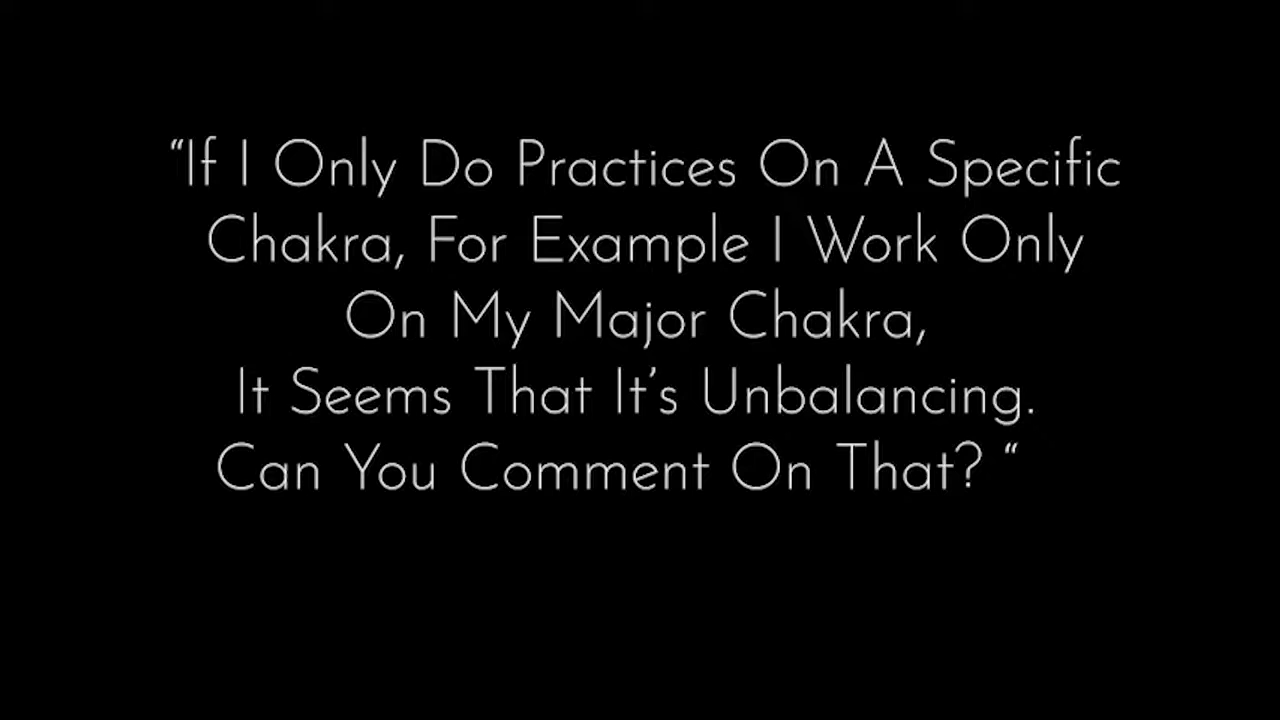 “If I Only Do Practices On A Specific
Chakra, For Example I Work Only
On My Major Chakra,
It Seems That It’s Unbalancing.
Can You Comment On That? “